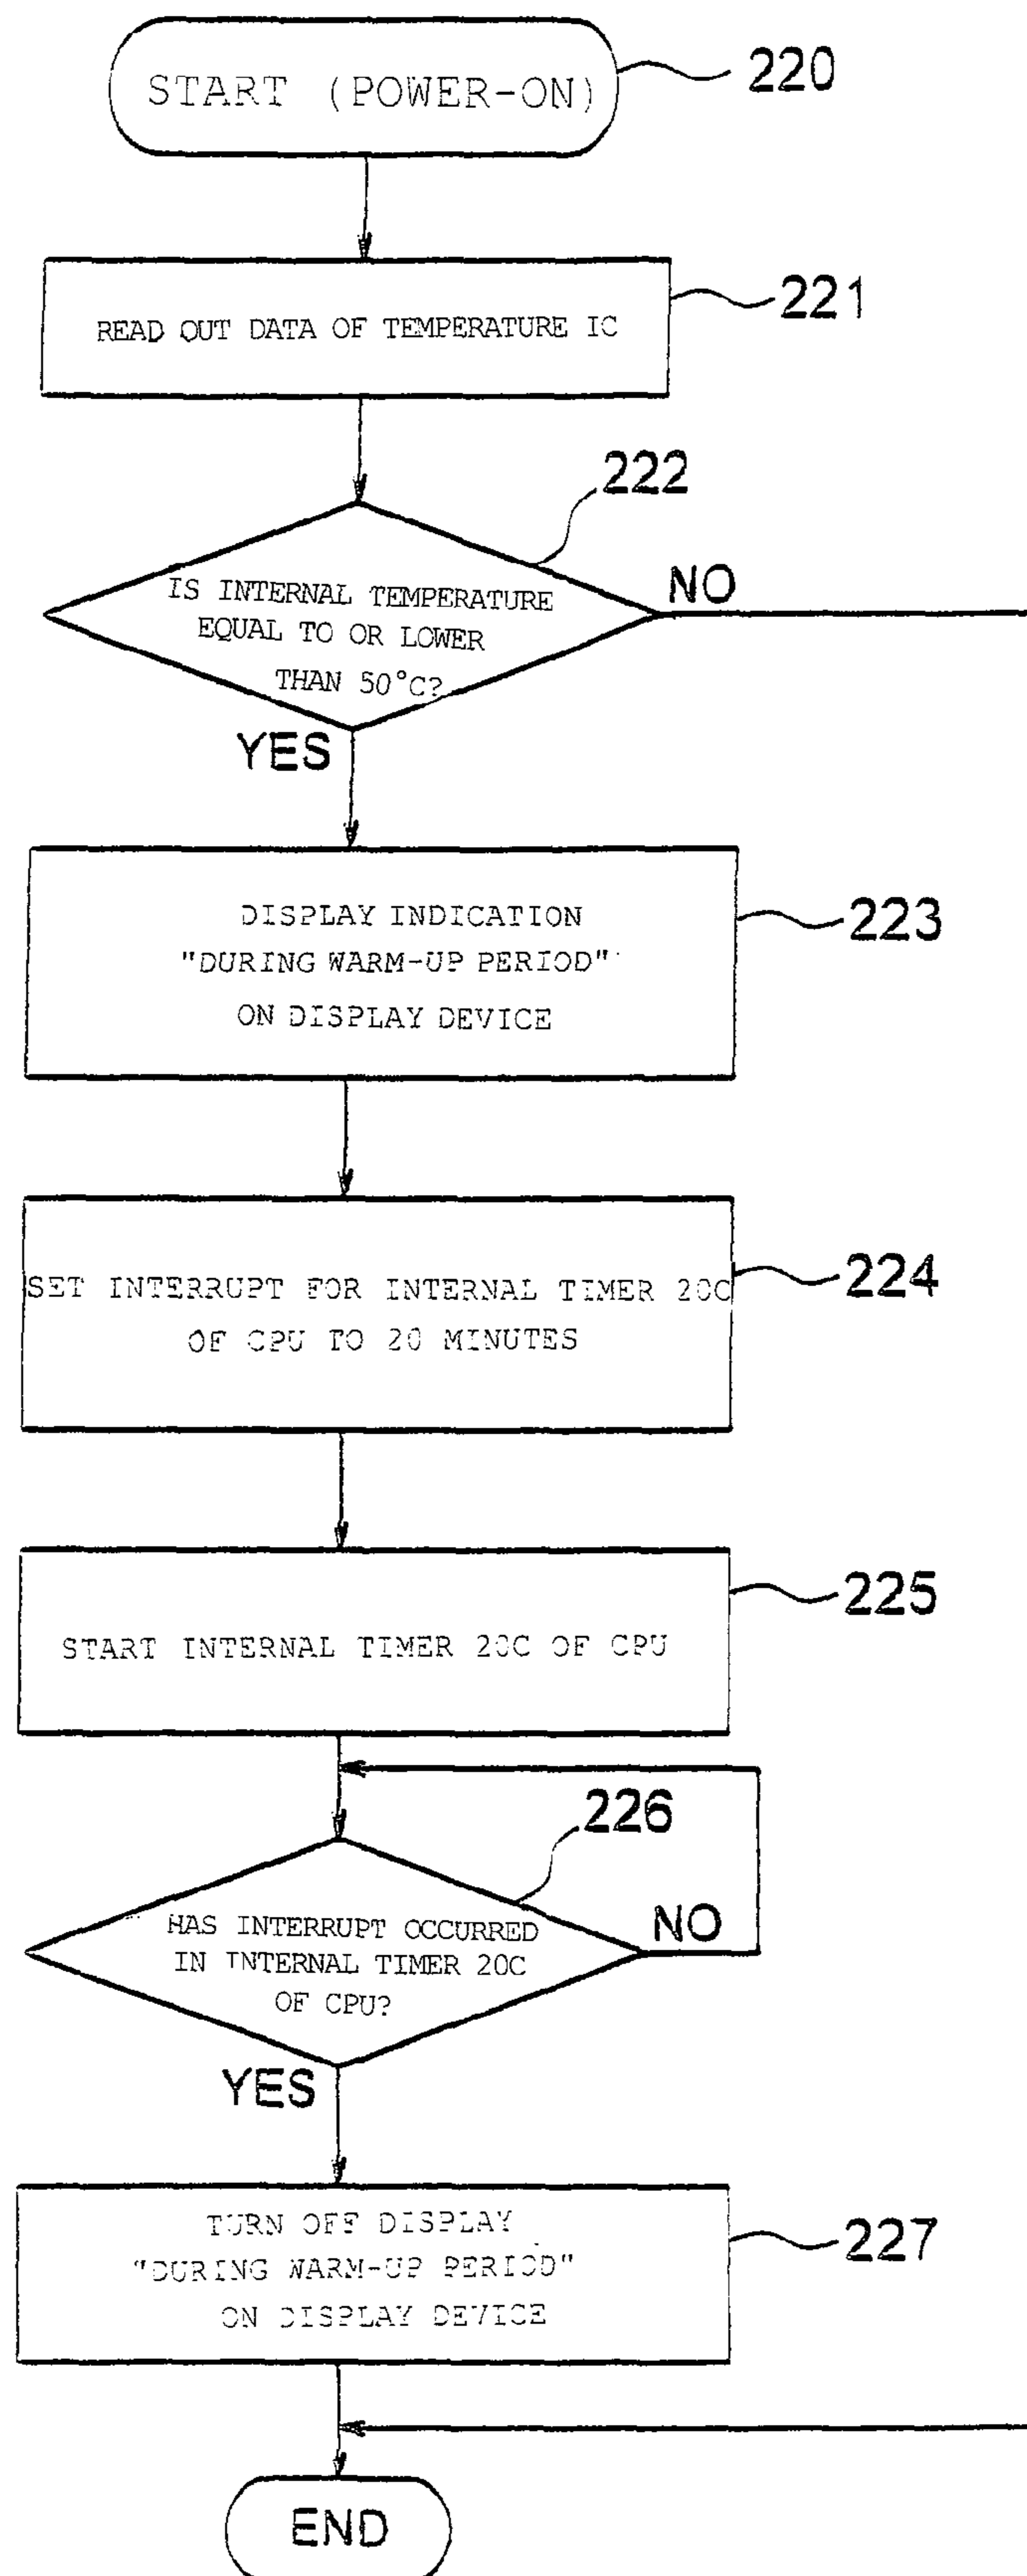 START (POWER-ON)
220
READ OUT DATA OF TEMPERATURE IC
221
222
IS INTERNAL TEMPERATURE
EQUAL TO OR LOWER
THAN 50°C?
NO
YES
DISPLAY INDICATION
"DURING WARM-UP PERIOD"
ON DISPLAY DEVICE
223
SET INTERRUPT FOR INTERNAL TIMER 20C
OF CPU TO 20 MINUTES
224
START INTERNAL TIMER 20C OF CPU
225
226
HAS INTERRUPT OCCURRED
IN INTERNAL TIMER 20C
OF CPU?
NO
YES
TURN OFF DISPLAY
"DURING WARM-UP PERIOD"
ON DISPLAY DEVICE
227
END